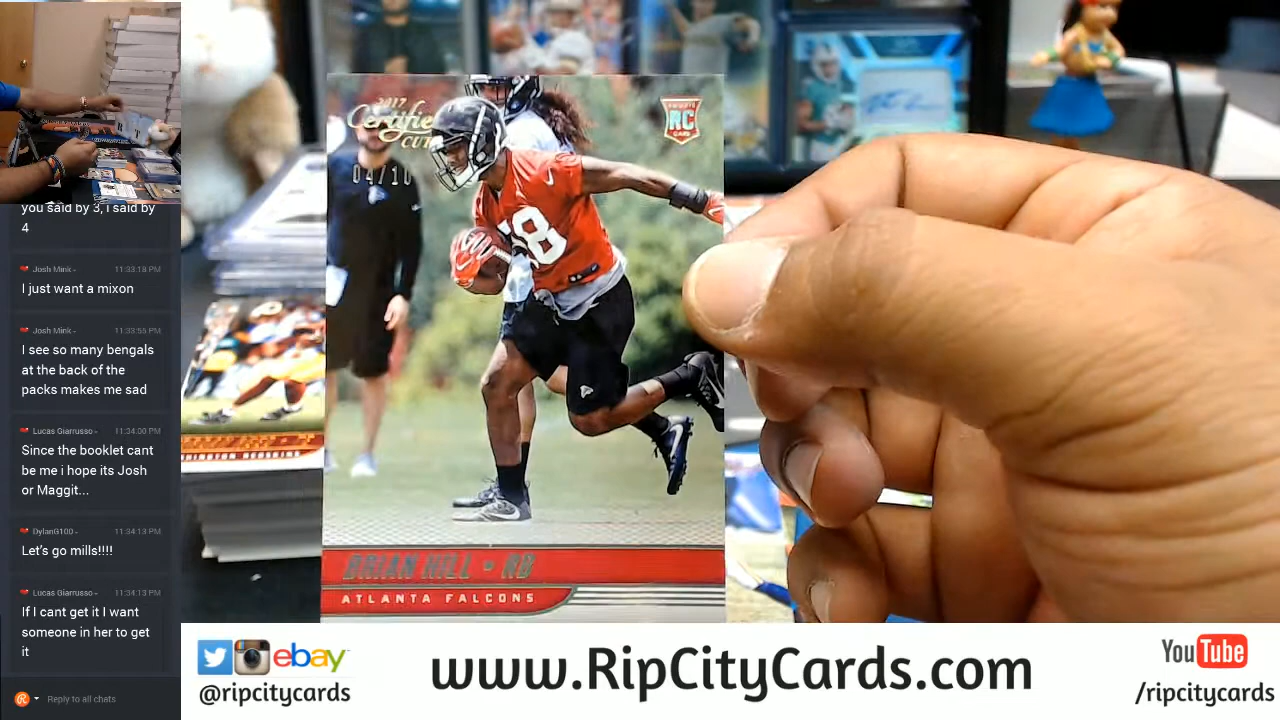 you said by 3, i said by
4
Josh Mink - 11:33:18 PM
I just want a mixon
Josh Mink - 11:33:55 PM
I see so many bengals
at the back of the
packs makes me sad
Lucas Giarrusso - 11:34:00 PM
Since the booklet cant
be me i hope its Josh
or Maggit...
DylanG100 - 11:34:13 PM
Let's go mills!!!!
Lucas Giarrusso - 11:34:13 PM
If I cant get it I want
someone in her to get
it
Reply to all chats
2017
Certified
CUTS
04/10
RC
CARD
38
BRIAN HILL - RB
ATLANTA FALCONS
ebay
@ripcitycards
www.RipCityCards.com
YouTube
/ripcitycards